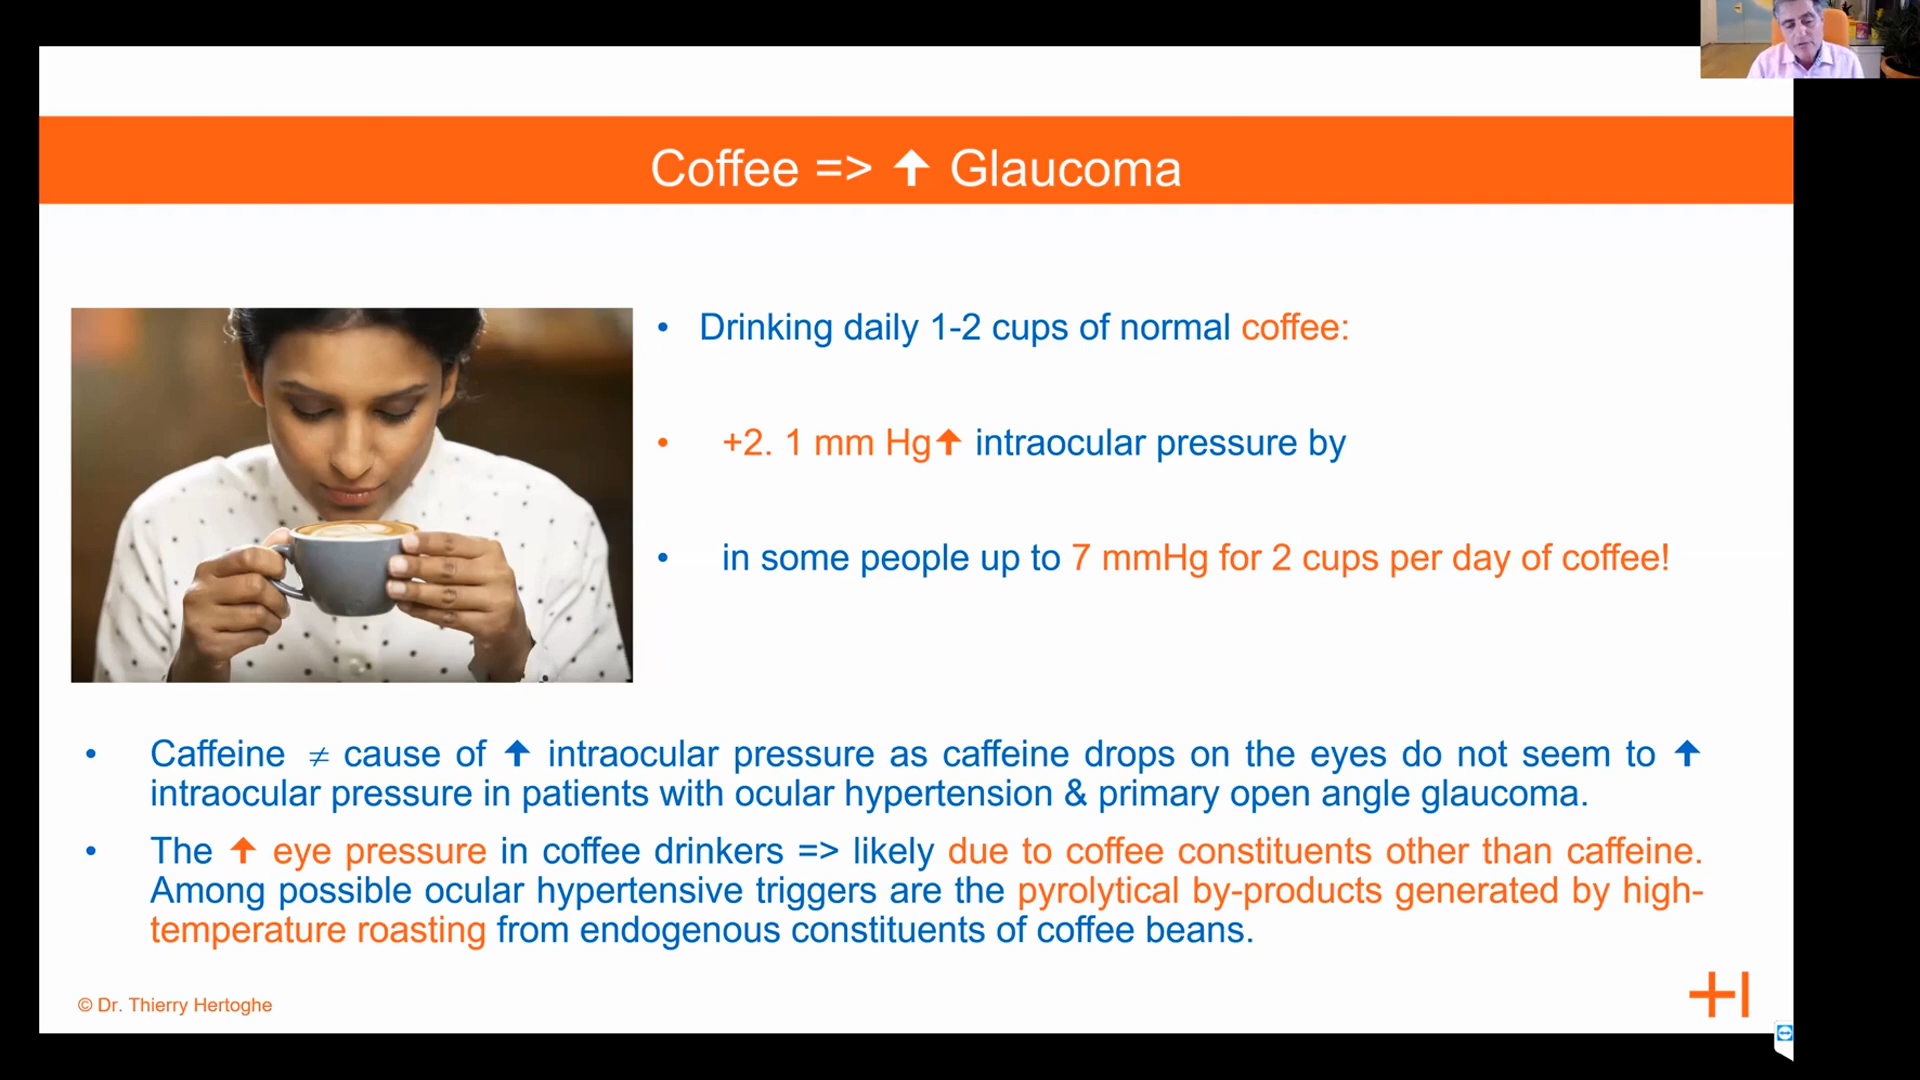 Coffee => ↑ Glaucoma
• Drinking daily 1-2 cups of normal coffee:
• +2. 1 mm Hg↑ intraocular pressure by
• in some people up to 7 mmHg for 2 cups per day of coffee!
• Caffeine ≠ cause of ↑ intraocular pressure as caffeine drops on the eyes do not seem to ↑
intraocular pressure in patients with ocular hypertension & primary open angle glaucoma.
• The ↑ eye pressure in coffee drinkers => likely due to coffee constituents other than caffeine.
Among possible ocular hypertensive triggers are the pyrolytical by-products generated by high-
temperature roasting from endogenous constituents of coffee beans.
© Dr. Thierry Hertoghe